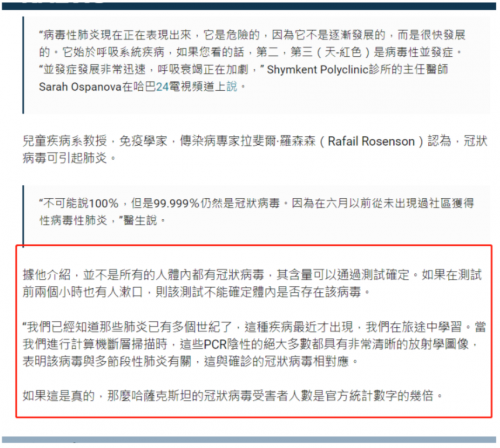 “病毒性肺炎現在正在表現出來，它是危險的，因為它不是逐漸發展的，而是很快發展
的。它始於呼吸系統疾病，如果您看的話，第二，第三（天-紅色）是病毒性並發症。
“並發症發展非常迅速，呼吸衰竭正在加劇，” Shymkent Polyclinic診所的主任醫師
Sarah Ospanova在哈巴24電視頻道上說。
兒童疾病系教授，免疫學家，傳染病專家拉斐爾·羅森森（Rafail Rosenson）認為，冠狀
病毒可引起肺炎。
“不可能說100％，但是99.999％仍然是冠狀病毒。因為在六月以前從未出現過社區獲得
性病毒性肺炎，”醫生說。
據他介紹，並不是所有的人體內都有冠狀病毒，其含量可以通過測試確定。如果在測試
前兩個小時也有人漱口，則該測試不能確定體內是否存在該病毒。
“我們已經知道那些肺炎已有多個世紀了，這種疾病最近才出現，我們在旅途中學習。當
我們進行計算機斷層掃描時，這些PCR陰性的絕大多數都具有非常清晰的放射學圖像，
表明該病毒與多節段性肺炎有關，這與確診的冠狀病毒相對應。
如果這是真的，那麼哈薩克斯坦的冠狀病毒受害者人數是官方統計數字的幾倍。